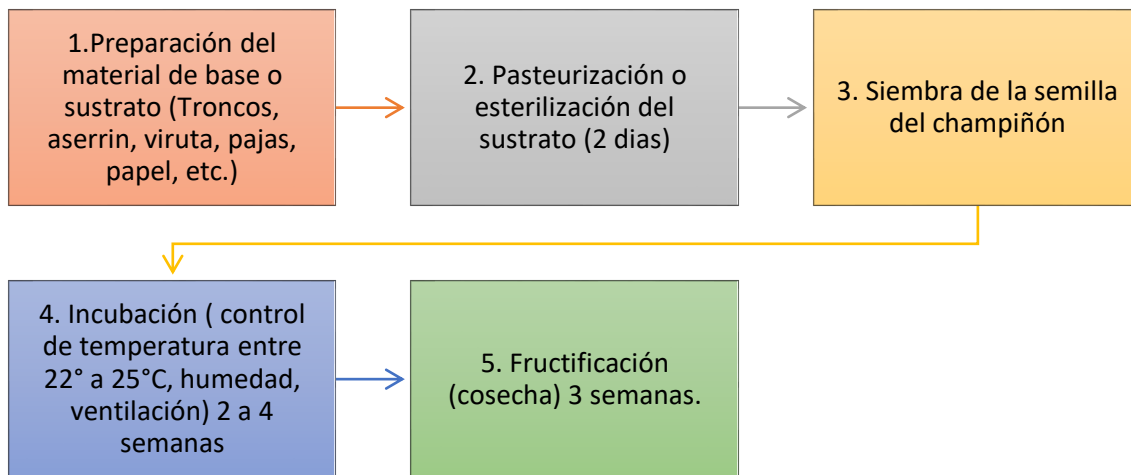 1.Preparación del
material de base o
sustrato (Troncos,
aserrin, viruta, pajas,
papel, etc.)
2. Pasteurización o
esterilización del
sustrato (2 dias)
3. Siembra de la semilla
del champiñón
4. Incubación ( control
de temperatura entre
22° a 25°C, humedad,
ventilación) 2 a 4
semanas
5. Fructificación
(cosecha) 3 semanas.